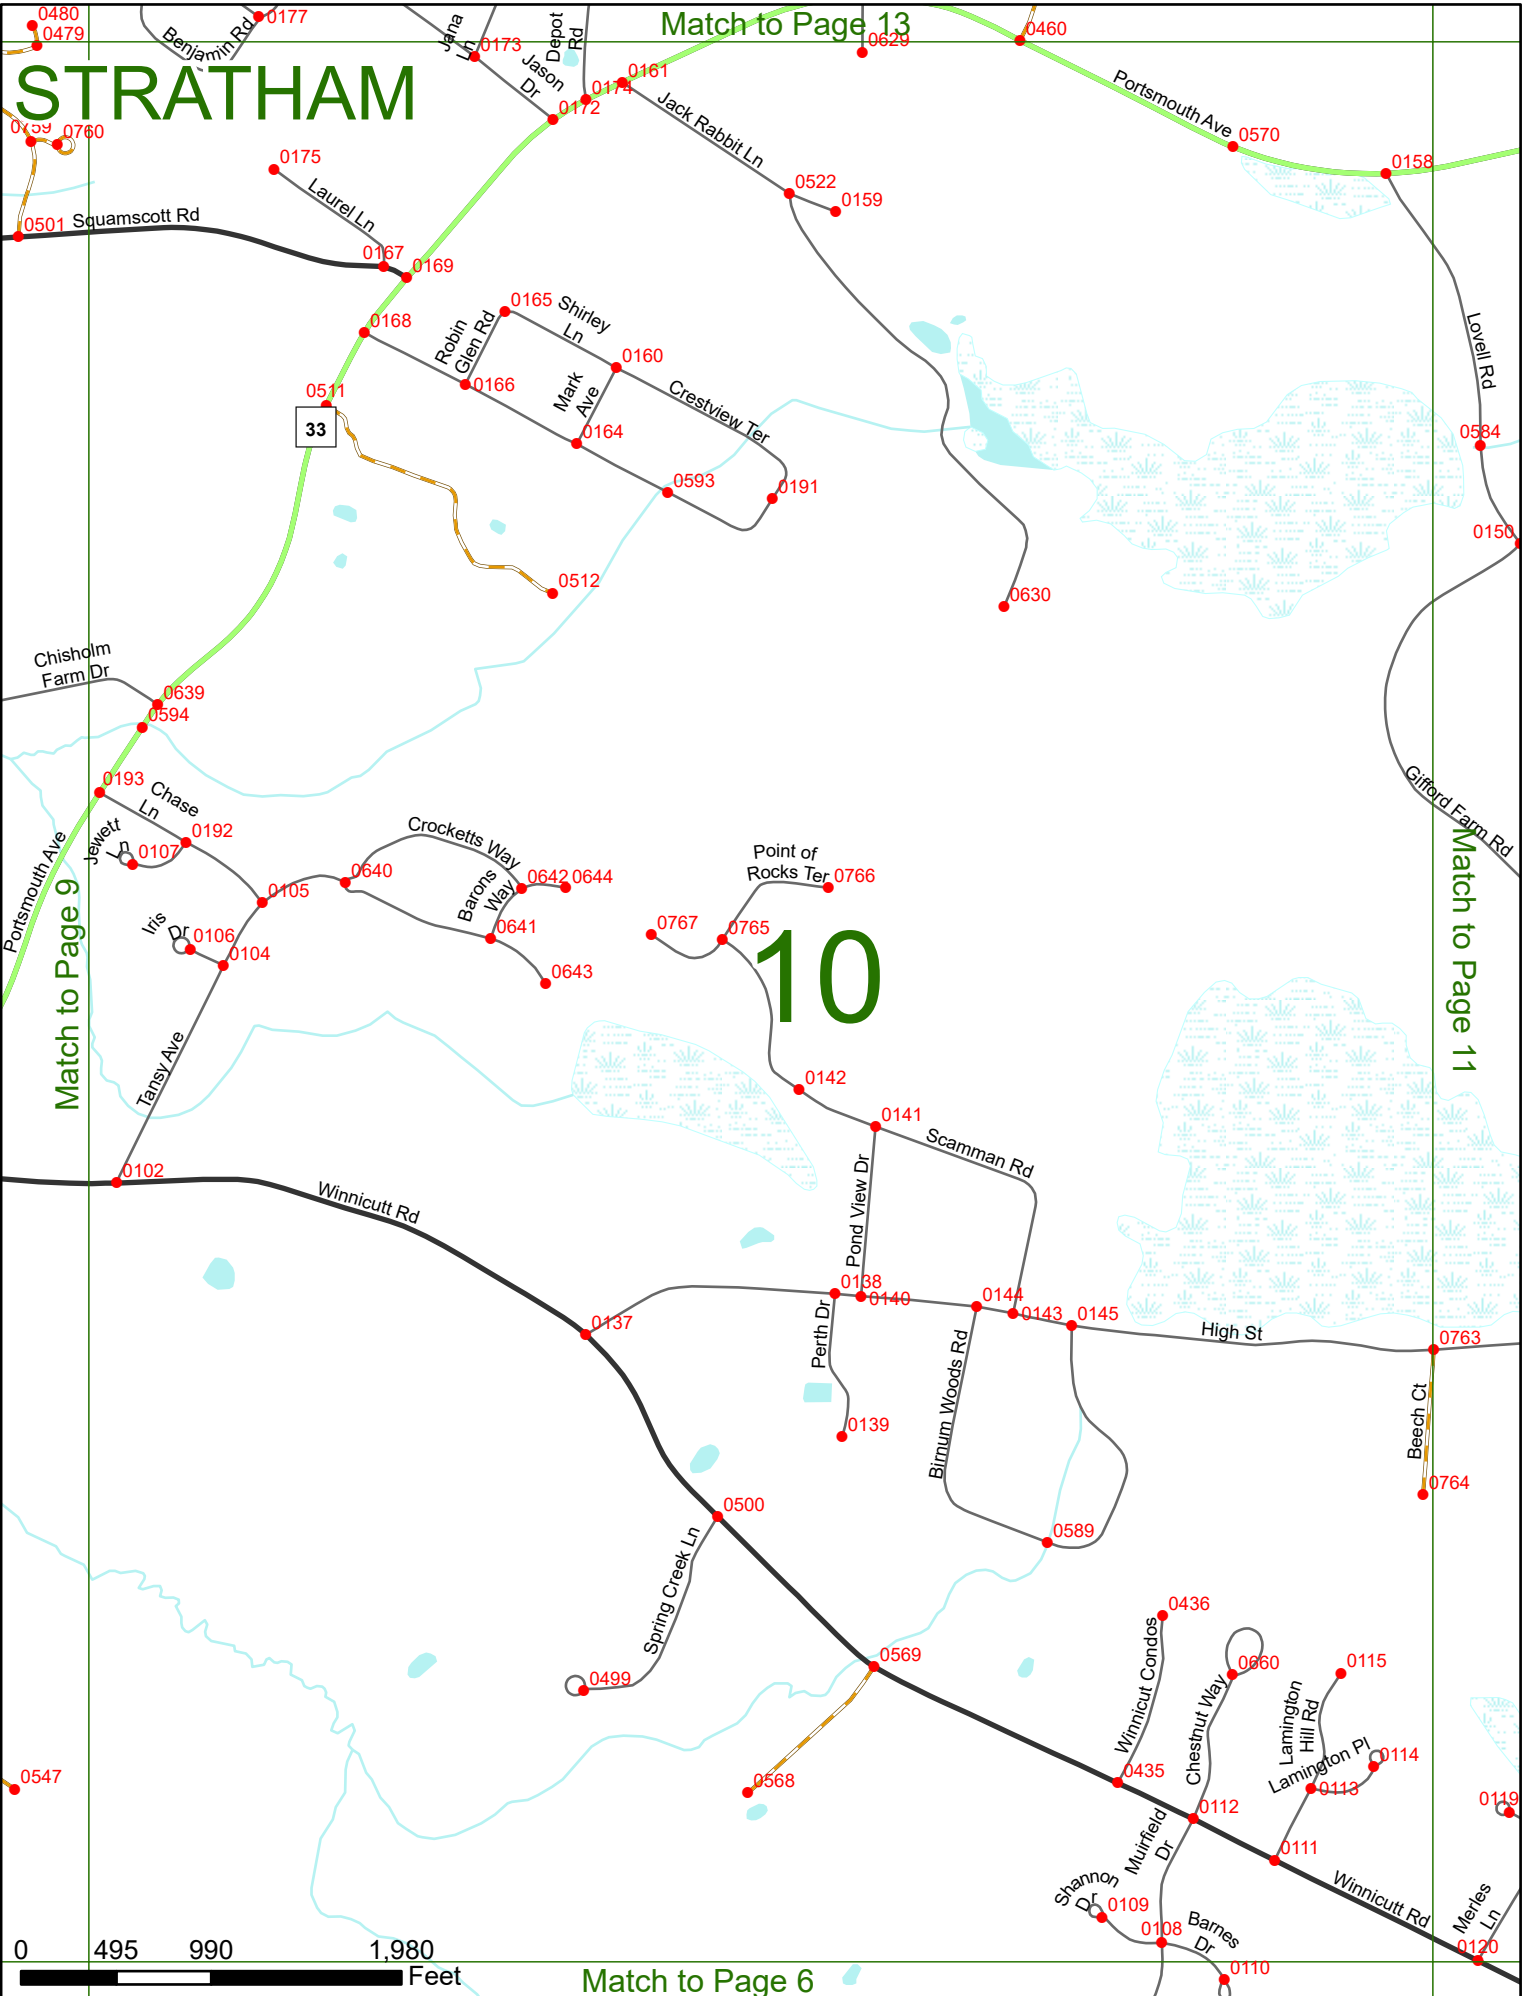 Match to Page 13
STRATHAM
0480
0479
Benjamin Rd
0177
Jana
Ln
0173
Jason
Dr
Depot
Rd
0174
0161
0172
0629
0460
Portsmouth Ave
0570
0158
0759
0760
0175
Laurel Ln
Jack Rabbit Ln
0522
0159
0501
Squamscott Rd
0167
0169
0168
0165
Shirley
Ln
Robin
Glen Rd
0160
0166
Mark
Ave
Crestview Ter
Lovell Rd
0511
33
0164
0584
0593
0191
0150
0512
0630
Chisholm
Farm Dr
0639
0594
0193
Chase
Ln
Gifford Farm Rd
Portsmouth Ave
Jewett
Ln
0107
0192
Crocketts Way
0640
0642
0644
Barons
Way
Point of
Rocks Ter
0766
Match to Page 11
Match to Page 9
0105
Iris
Dr
0106
0104
0641
0643
0767
0765
10
Tansy Ave
0142
0141
Scamman Rd
0102
Winnicutt Rd
Pond View Dr
0138
0140
0144
0143
0145
0137
Perth Dr
High St
0763
Birnum Woods Rd
Beech Ct
0139
0764
0500
0589
Spring Creek Ln
0499
0569
0436
Winnicut Condos
0660
Chestnut Way
0115
Lamington
Hill Rd
Lamington Pl
0114
0547
0568
0435
0113
0119
0112
Muirfield
Dr
0111
Shannon
Dr
0109
Winnicutt Rd
Merles
Ln
0108
Barnes
Dr
0120
0110
0 495 990 1,980
Feet
Match to Page 6